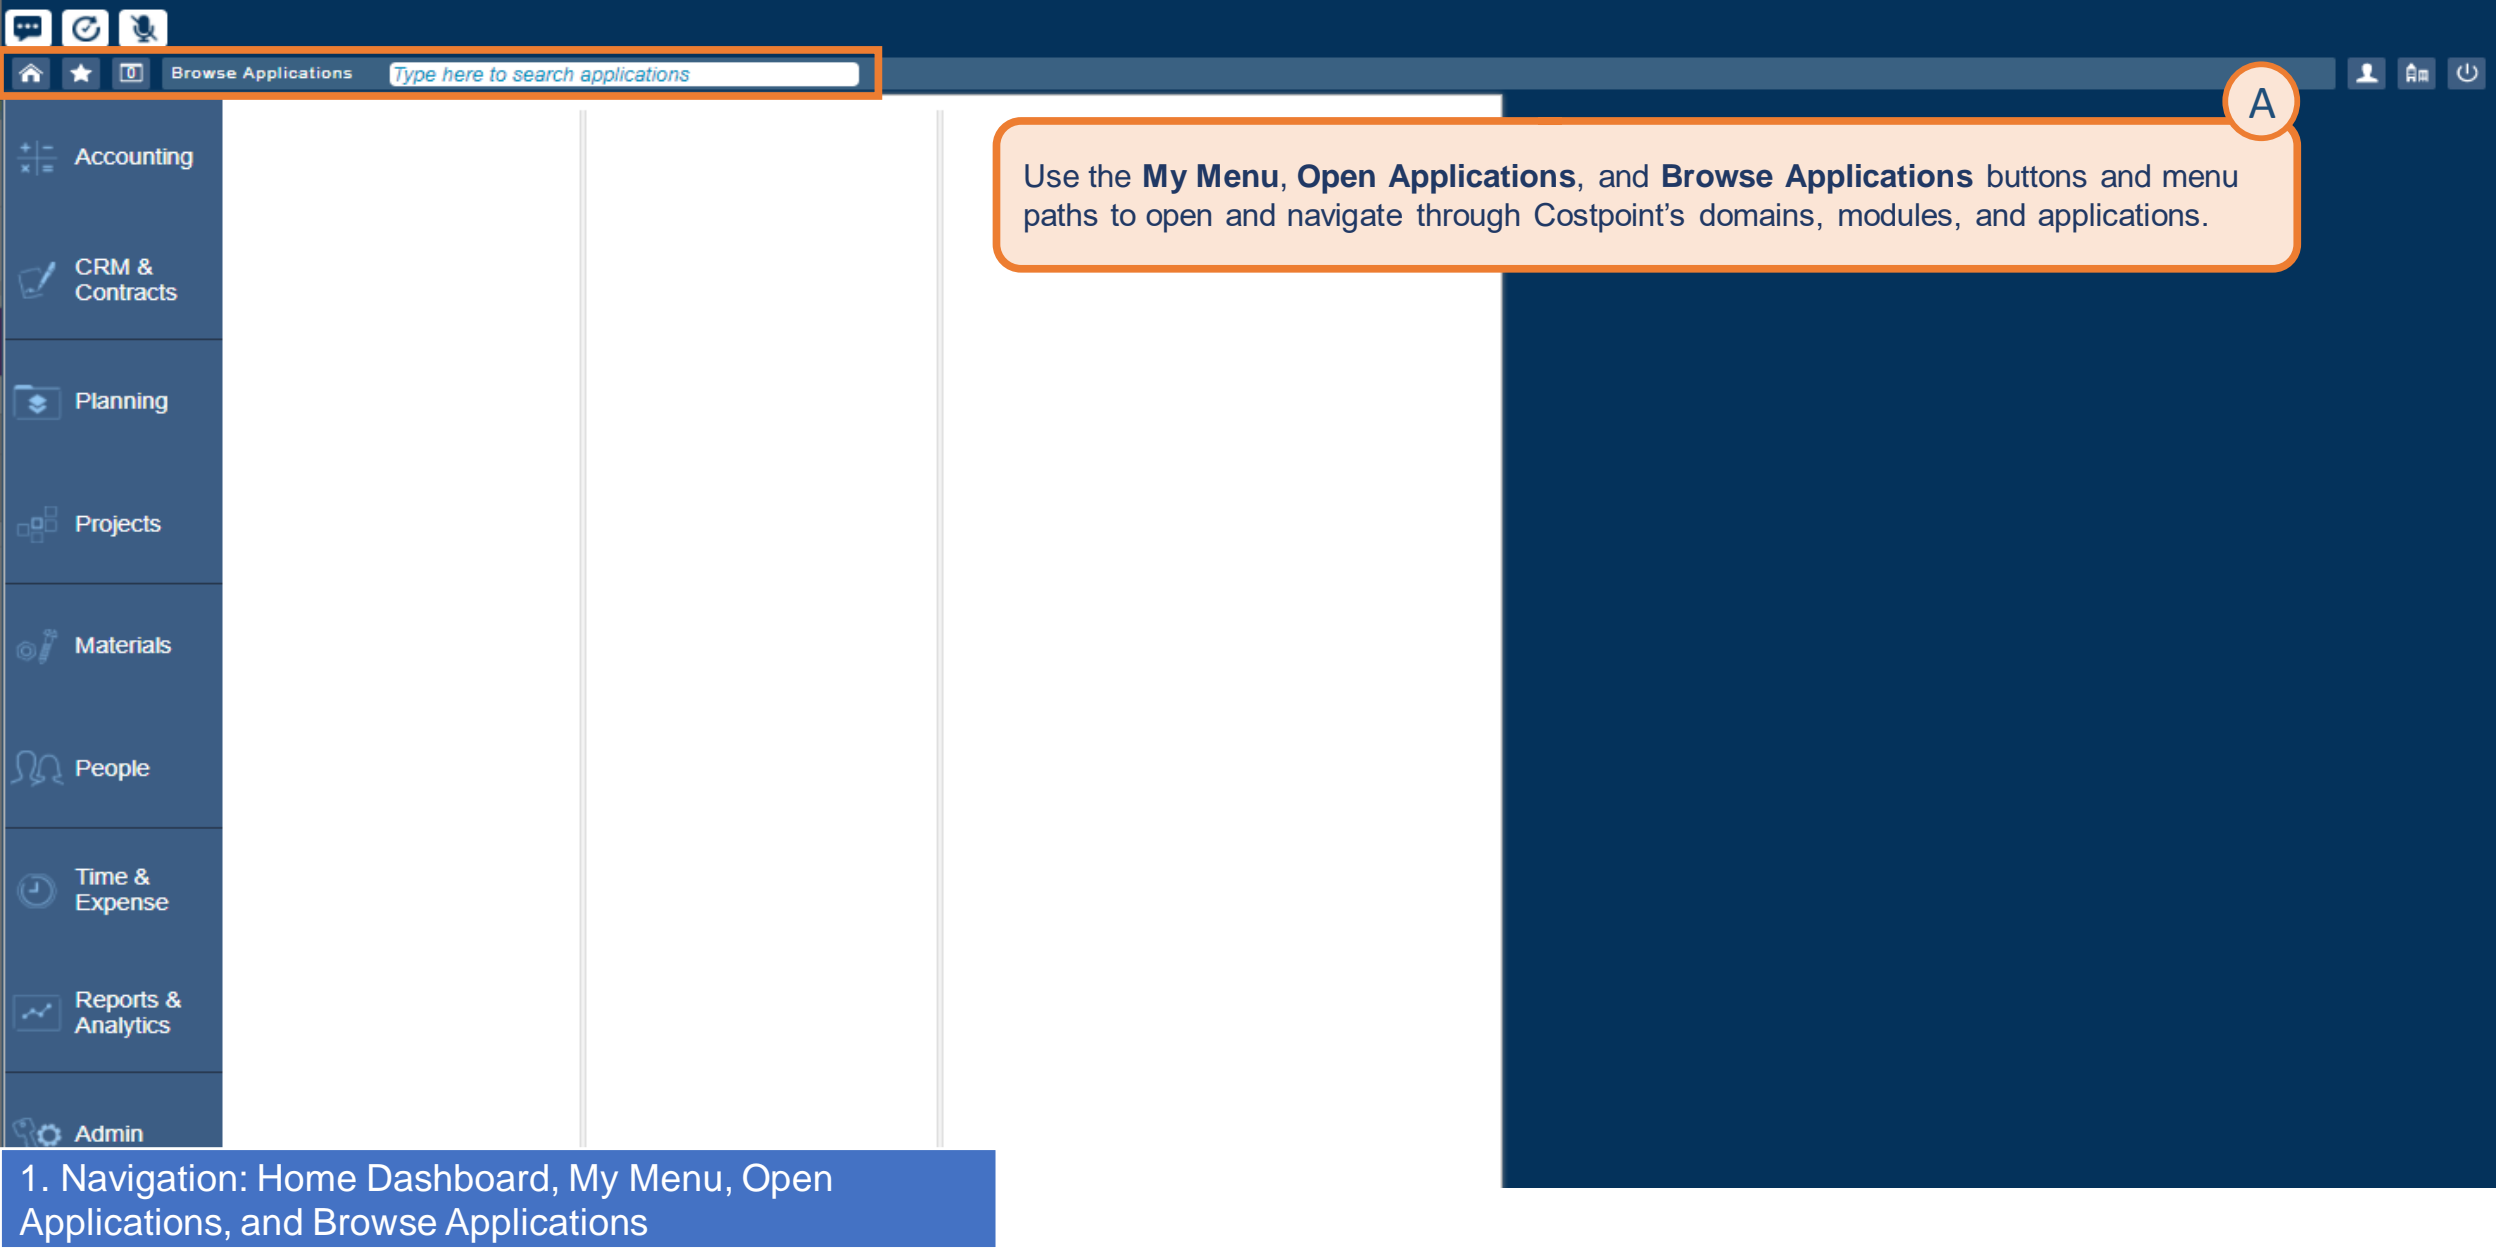 0
Browse Applications
Type here to search applications
A
Use the My Menu, Open Applications, and Browse Applications buttons and menu
paths to open and navigate through Costpoint’s domains, modules, and applications.
Accounting
CRM &
Contracts
Planning
Projects
Materials
People
Time &
Expense
Reports &
Analytics
Admin
1. Navigation: Home Dashboard, My Menu, Open
Applications, and Browse Applications